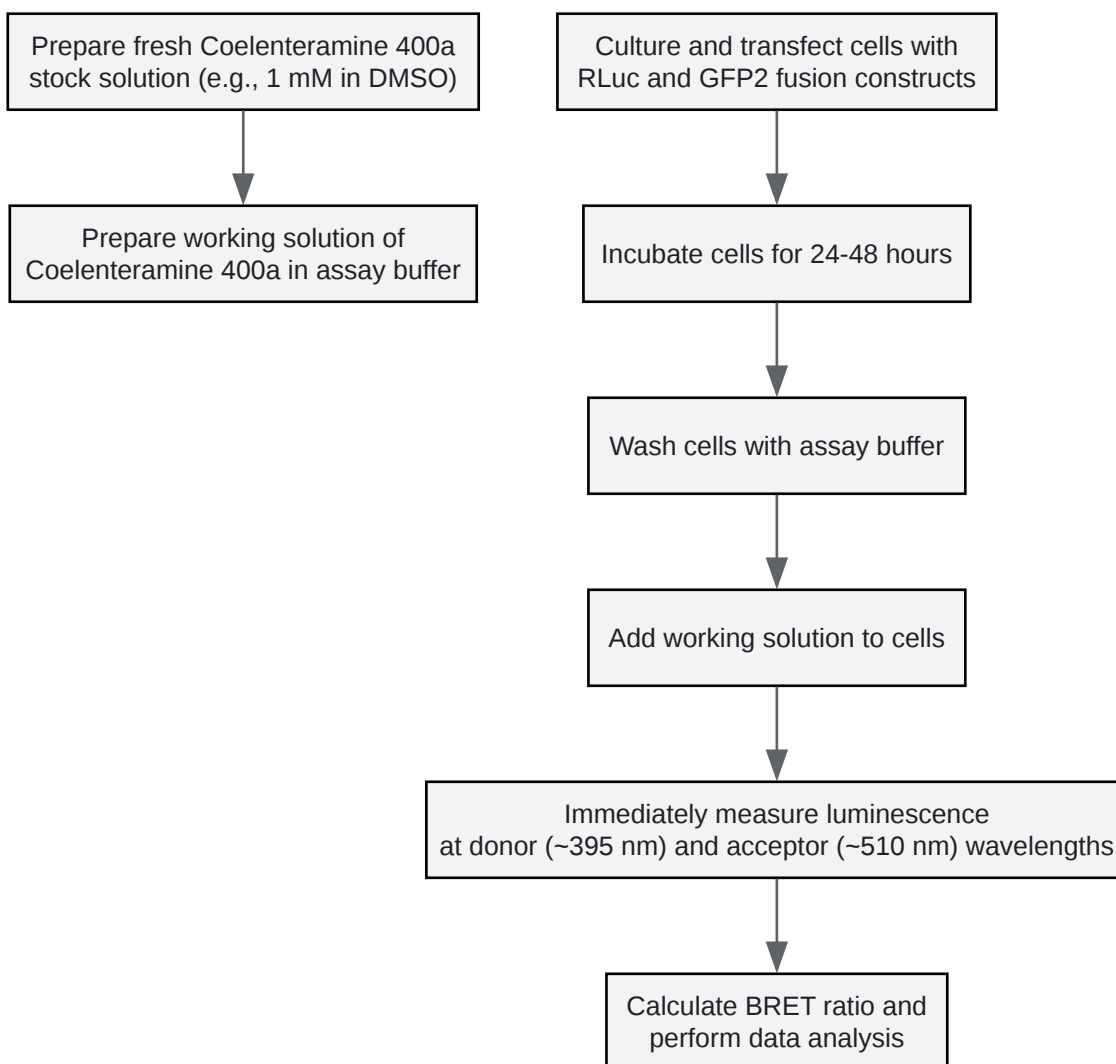 Prepare fresh Coelenteramine 400a
stock solution (e.g., 1 mM in DMSO)
Prepare working solution of
Coelenteramine 400a in assay buffer
Culture and transfect cells with
RLuc and GFP2 fusion constructs
Incubate cells for 24-48 hours
Wash cells with assay buffer
Add working solution to cells
Immediately measure luminescence
at donor (~395 nm) and acceptor (~510 nm) wavelengths
Calculate BRET ratio and
perform data analysis